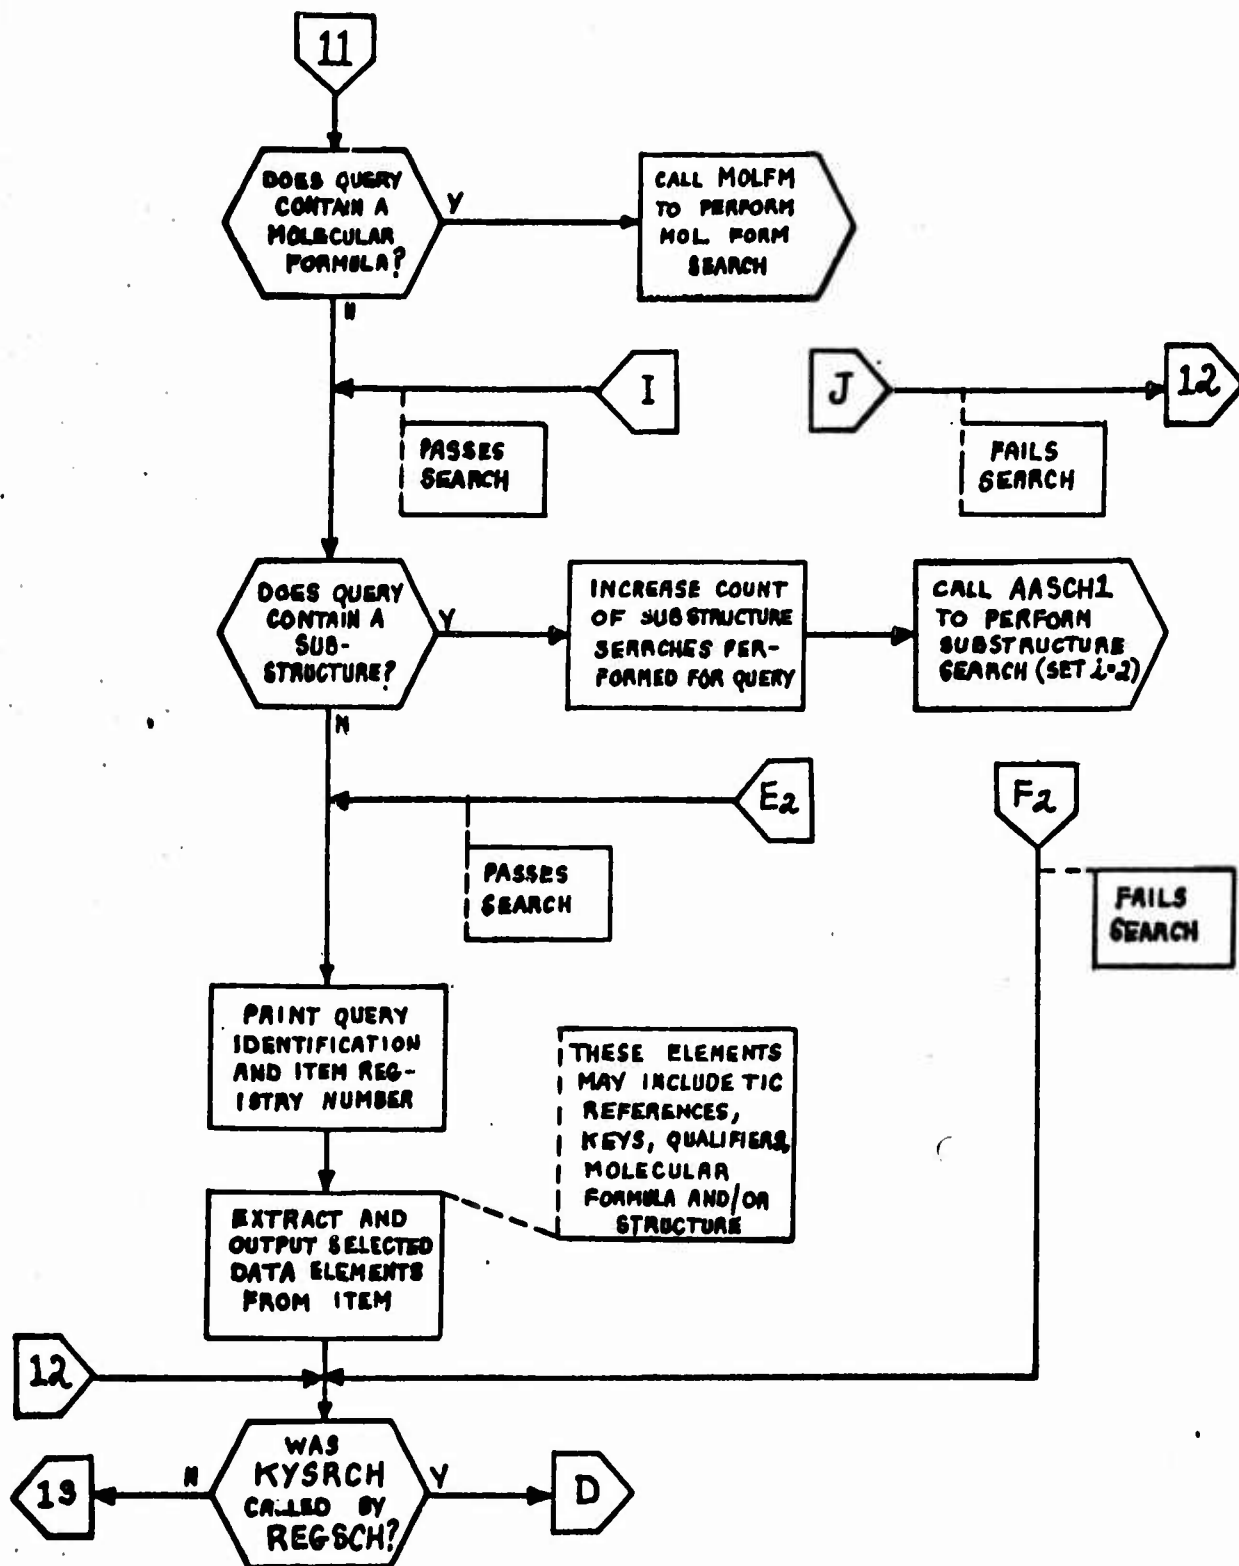 11
DOES QUERY
CONTAIN A
MOLECULAR
FORMULA?
Y
CALL MOLFM
TO PERFORM
MOL. FORM
SEARCH
N
I
PASSES
SEARCH
J
12
FAILS
SEARCH
DOES QUERY
CONTAIN A
SUB-
STRUCTURE?
Y
INCREASE COUNT
OF SUBSTRUCTURE
SEARCHES PER-
FORMED FOR QUERY
CALL AASCH1
TO PERFORM
SUBSTRUCTURE
SEARCH (SET i=2)
N
E2
PASSES
SEARCH
F2
FAILS
SEARCH
PRINT QUERY
IDENTIFICATION
AND ITEM REG-
ISTRY NUMBER
THESE ELEMENTS
MAY INCLUDE TIC
REFERENCES,
KEYS, QUALIFIERS,
MOLECULAR
FORMULA AND/OR
STRUCTURE
EXTRACT AND
OUTPUT SELECTED
DATA ELEMENTS
FROM ITEM
12
WAS
KYSRCH
CALLED BY
REGSCH?
N
13
Y
D